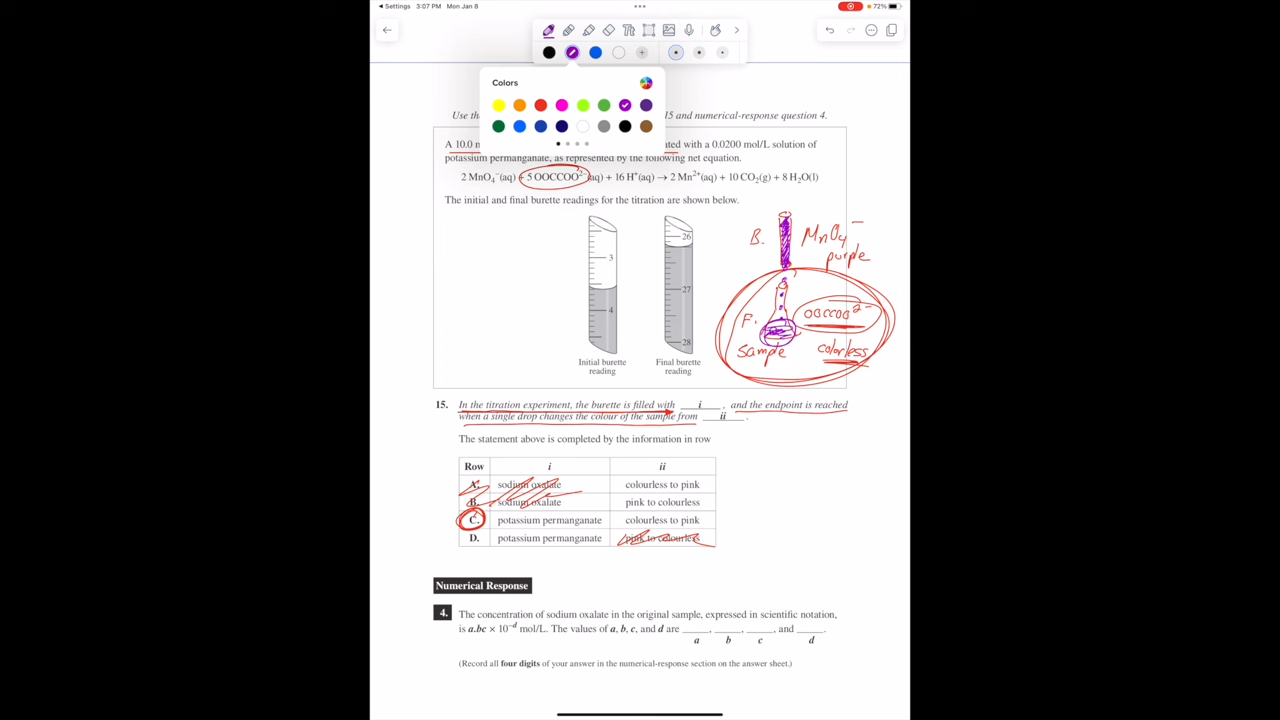 Settings 3:07 PM Mon Jan 8
72%
Colors
Use th 15 and numerical-response question 4.
A 10.0 m ated with a 0.0200 mol/L solution of
potassium permanganate, as represented by the following net equation.
2 MnO₄⁻(aq) + 5 OOCCOO²⁻(aq) + 16 H⁺(aq) → 2 Mn²⁺(aq) + 10 CO₂(g) + 8 H₂O(l)
The initial and final burette readings for the titration are shown below.
3
4
Initial burette
reading
26
27
28
Final burette
reading
B. MnO₄⁻
purple
F. OOCCOO²⁻
sample colorless
15. In the titration experiment, the burette is filled with i , and the endpoint is reached
when a single drop changes the colour of the sample from ii .
The statement above is completed by the information in row
Row i ii
A. sodium oxalate colourless to pink
B. sodium oxalate pink to colourless
C. potassium permanganate colourless to pink
D. potassium permanganate pink to colourless
Numerical Response
4. The concentration of sodium oxalate in the original sample, expressed in scientific notation,
is a.bc × 10⁻ᵈ mol/L. The values of a, b, c, and d are ____, ____, ____, and ____.
a b c d
(Record all four digits of your answer in the numerical-response section on the answer sheet.)